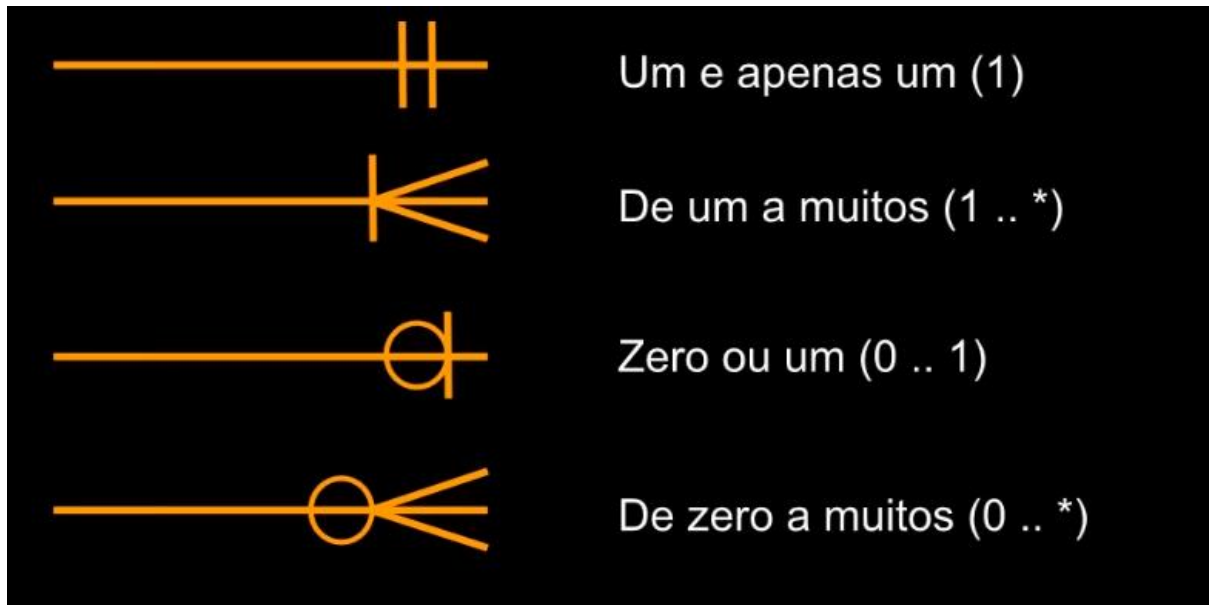 Um e apenas um (1)
De um a muitos (1 .. *)
Zero ou um (0 .. 1)
De zero a muitos (0 .. *)